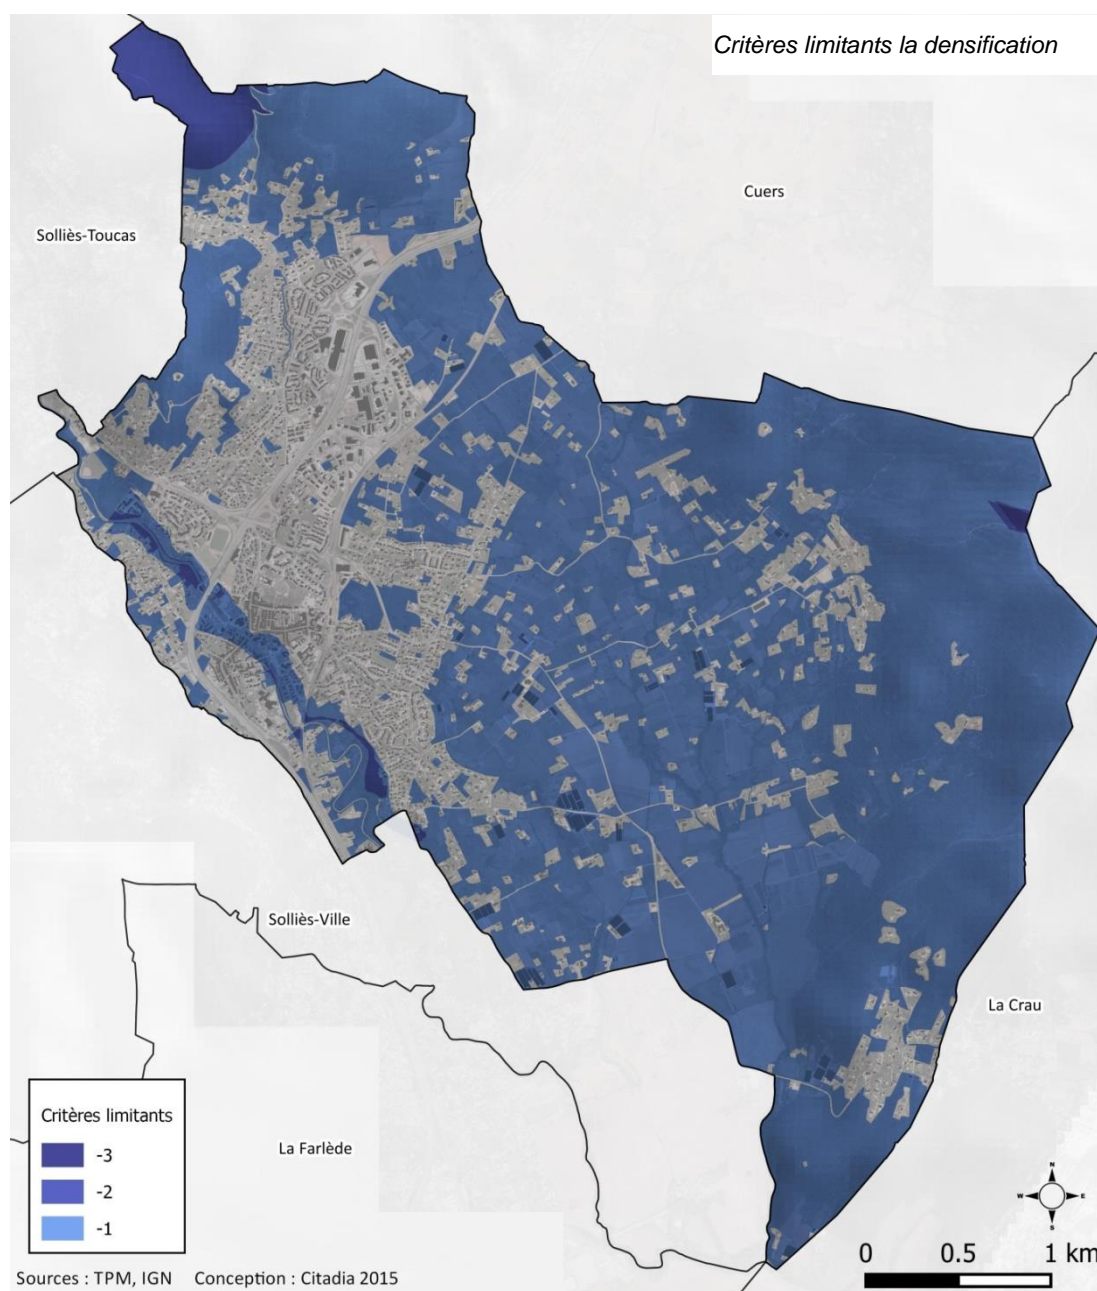 Critères limitants la densification
Cuers
Solliès-Toucas
Solliès-Ville
La Crau
La Farlède
Critères limitants
-3
-2
-1
N
W E
S
0 0.5 1 km
Sources : TPM, IGN Conception : Citadia 2015